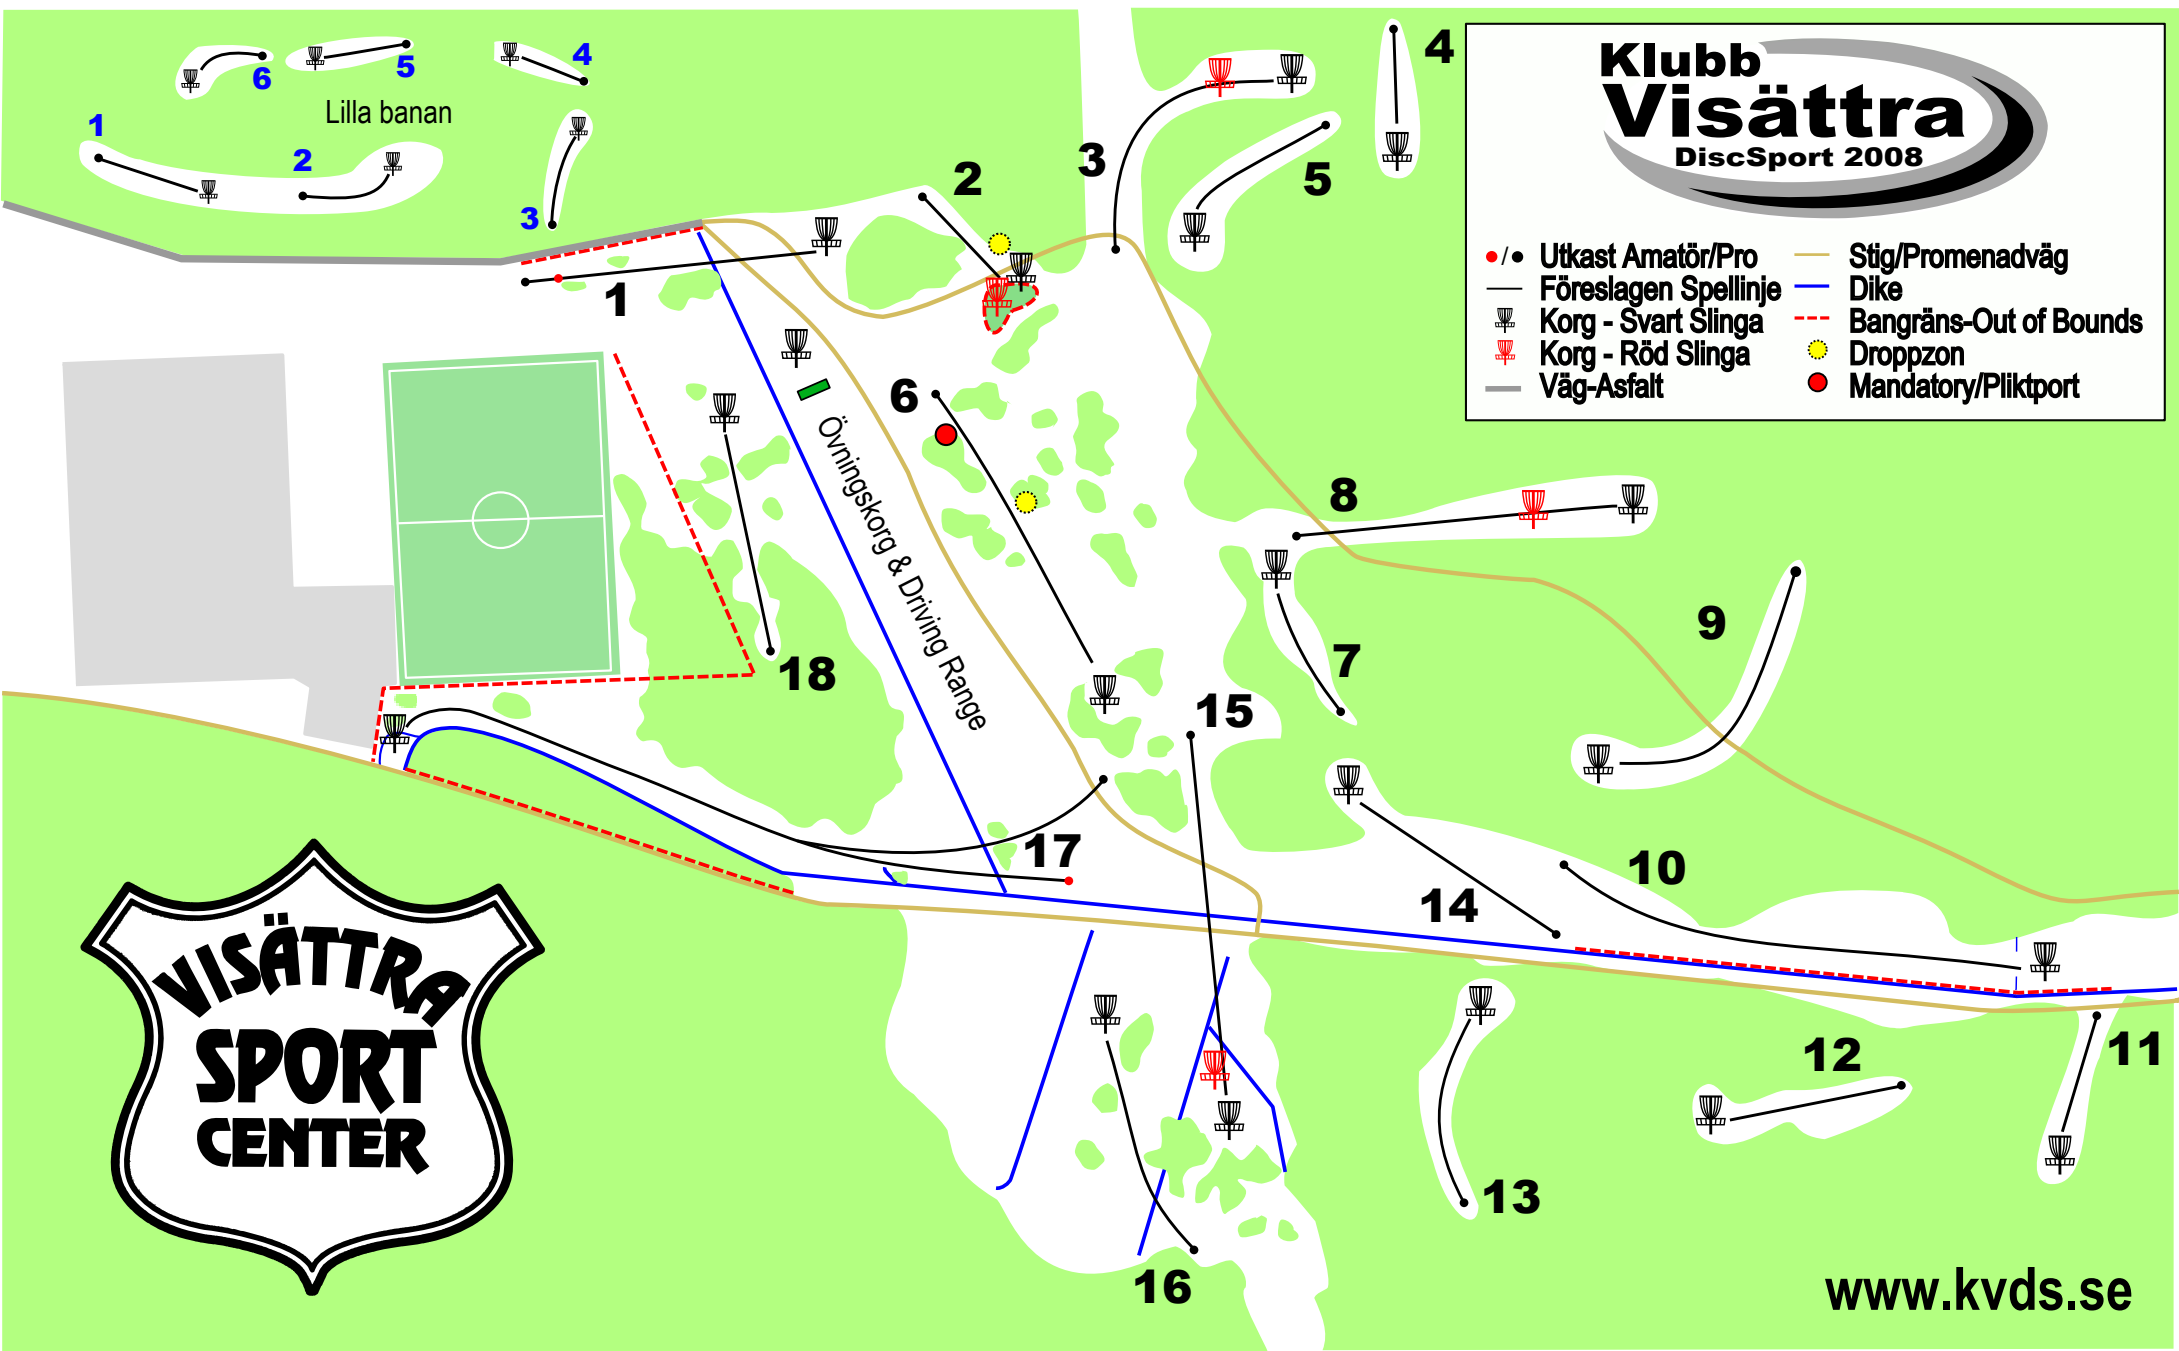 Klubb
Visättra
DiscSport 2008
●/● Utkast Amatör/Pro
Föreslagen Spellinje
Korg - Svart Slinga
Korg - Röd Slinga
Väg-Asfalt
Stig/Promenadväg
Dike
Bangräns-Out of Bounds
Droppzon
Mandatory/Pliktport
6
5
4
Lilla banan
1
2
3
1
2
3
4
5
6
Övningskorg & Driving Range
7
8
9
10
11
12
13
14
15
16
17
18
VISÄTTRA
SPORT
CENTER
www.kvds.se